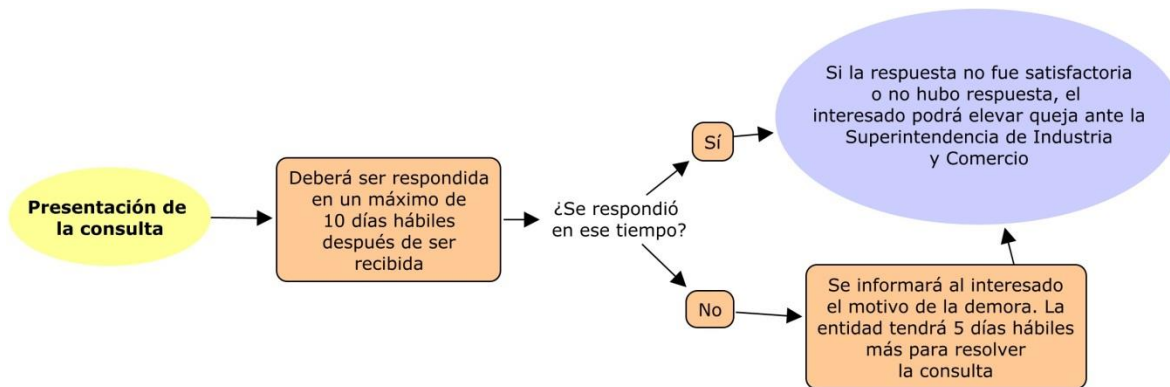 Presentación de
la consulta
Deberá ser respondida
en un máximo de
10 días hábiles
después de ser
recibida
¿Se respondió
en ese tiempo?
Sí
Si la respuesta no fue satisfactoria
o no hubo respuesta, el
interesado podrá elevar queja ante la
Superintendencia de Industria
y Comercio
No
Se informará al interesado
el motivo de la demora. La
entidad tendrá 5 días hábiles
más para resolver
la consulta